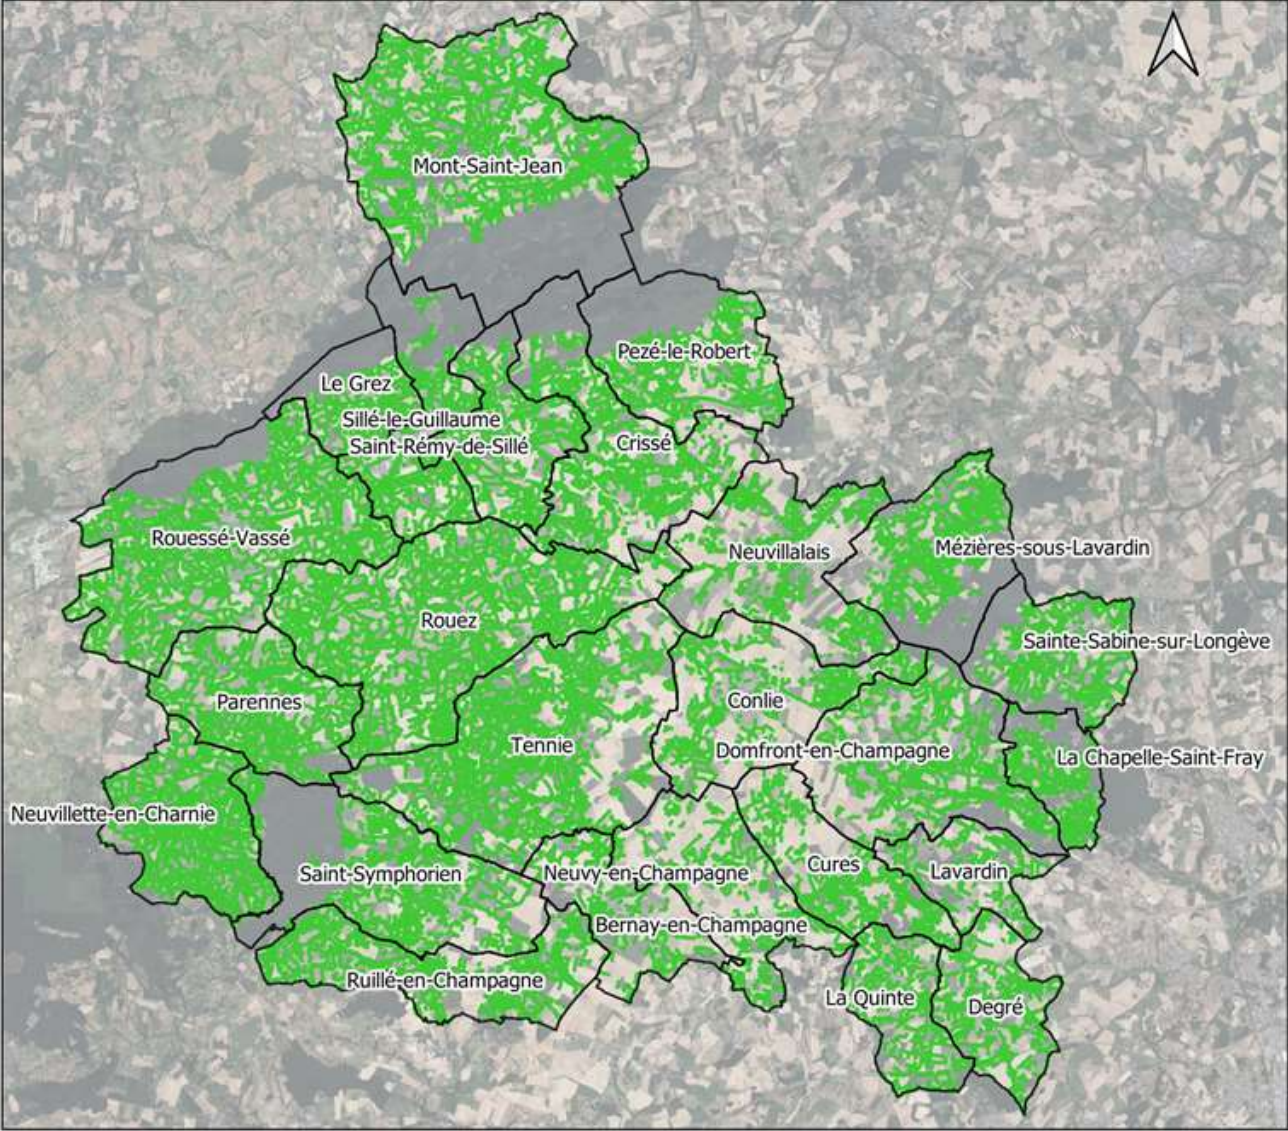 Mont-Saint-Jean
Pezé-le-Robert
Le Grez
Sillé-le-Guillaume
Saint-Rémy-de-Sillé
Crissé
Rouessé-Vassé
Neuvillalais
Mézières-sous-Lavardin
Rouez
Sainte-Sabine-sur-Longève
Parennes
Conlie
Tennie
Domfront-en-Champagne
La Chapelle-Saint-Fray
Neuvillette-en-Charnie
Saint-Symphorien
Neuvy-en-Champagne
Cures
Lavardin
Bernay-en-Champagne
Ruillé-en-Champagne
La Quinte
Degré